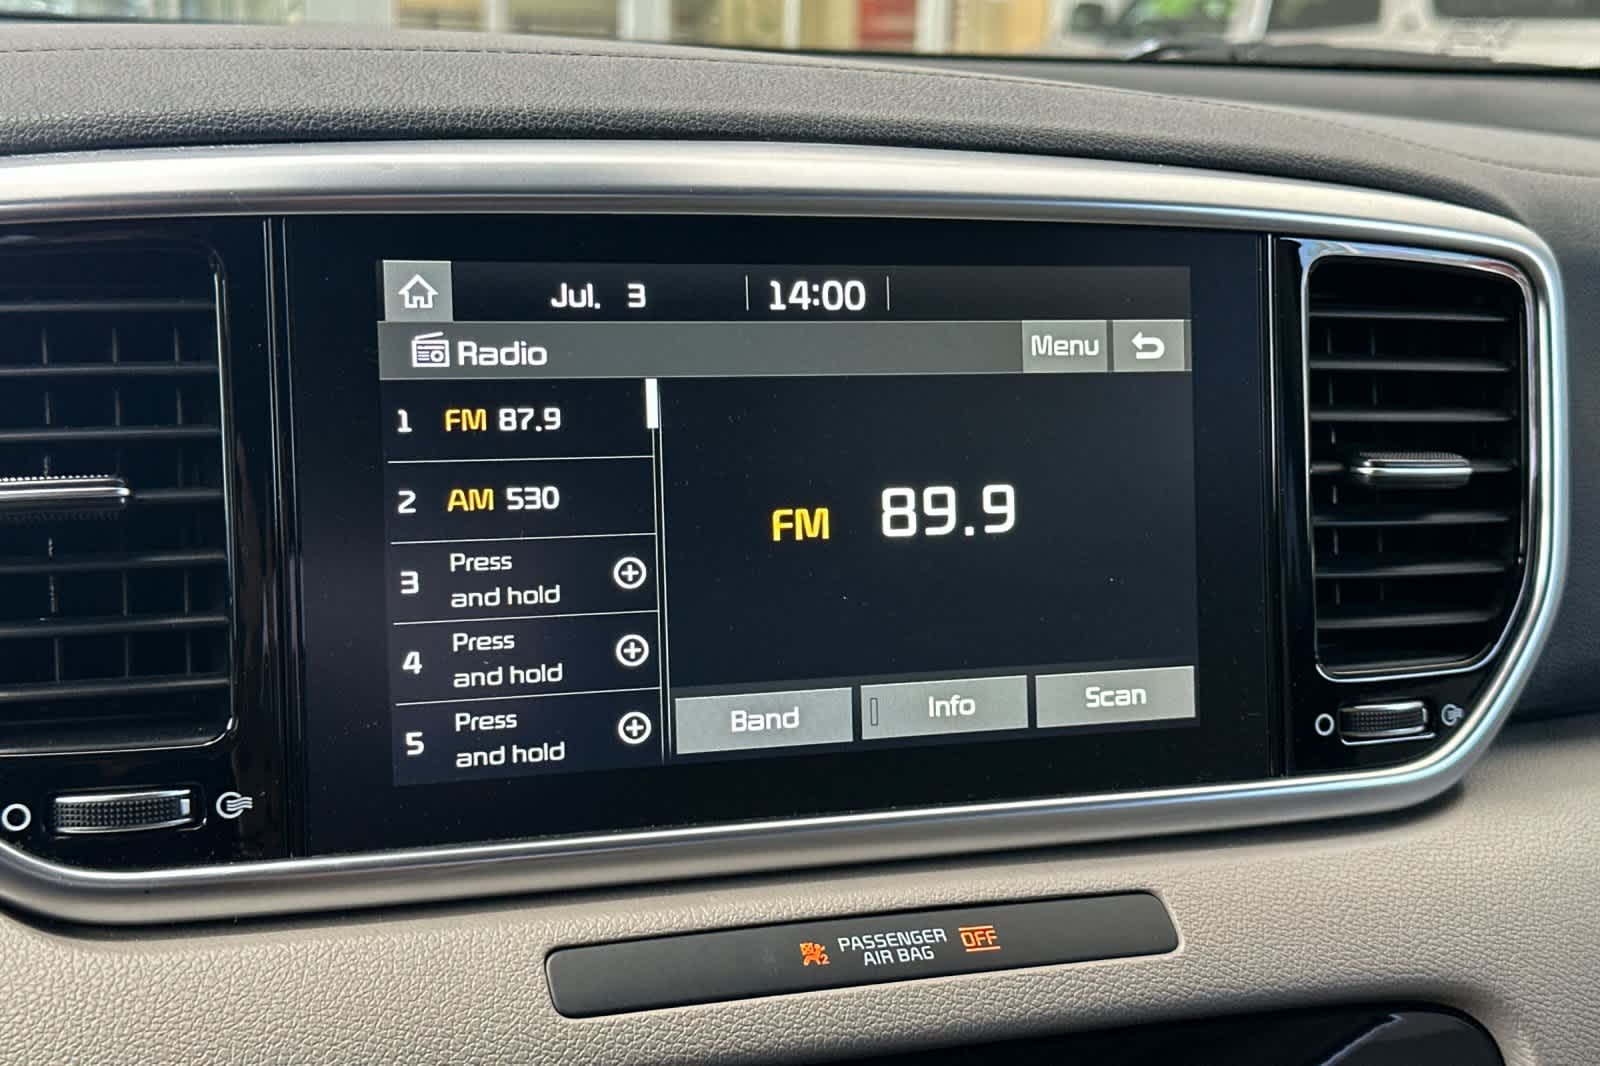 Jul. 3 14:00
Radio Menu
1 FM 87.9
2 AM 530
3 Press
and hold
4 Press
and hold
5 Press
and hold
FM 89.9
Band Info Scan
2 PASSENGER
AIR BAG OFF